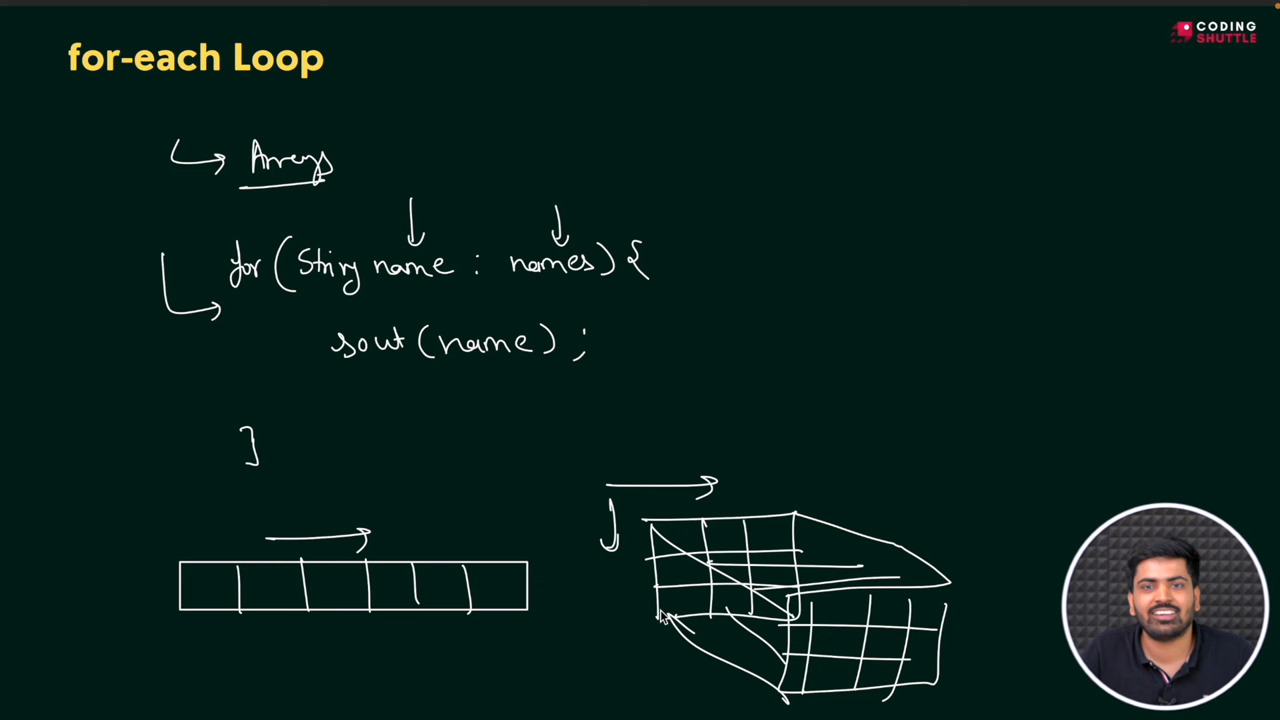 for-each Loop
CODING
SHUTTLE
Arrays
for (String name : names) {
sout (name) ;
}